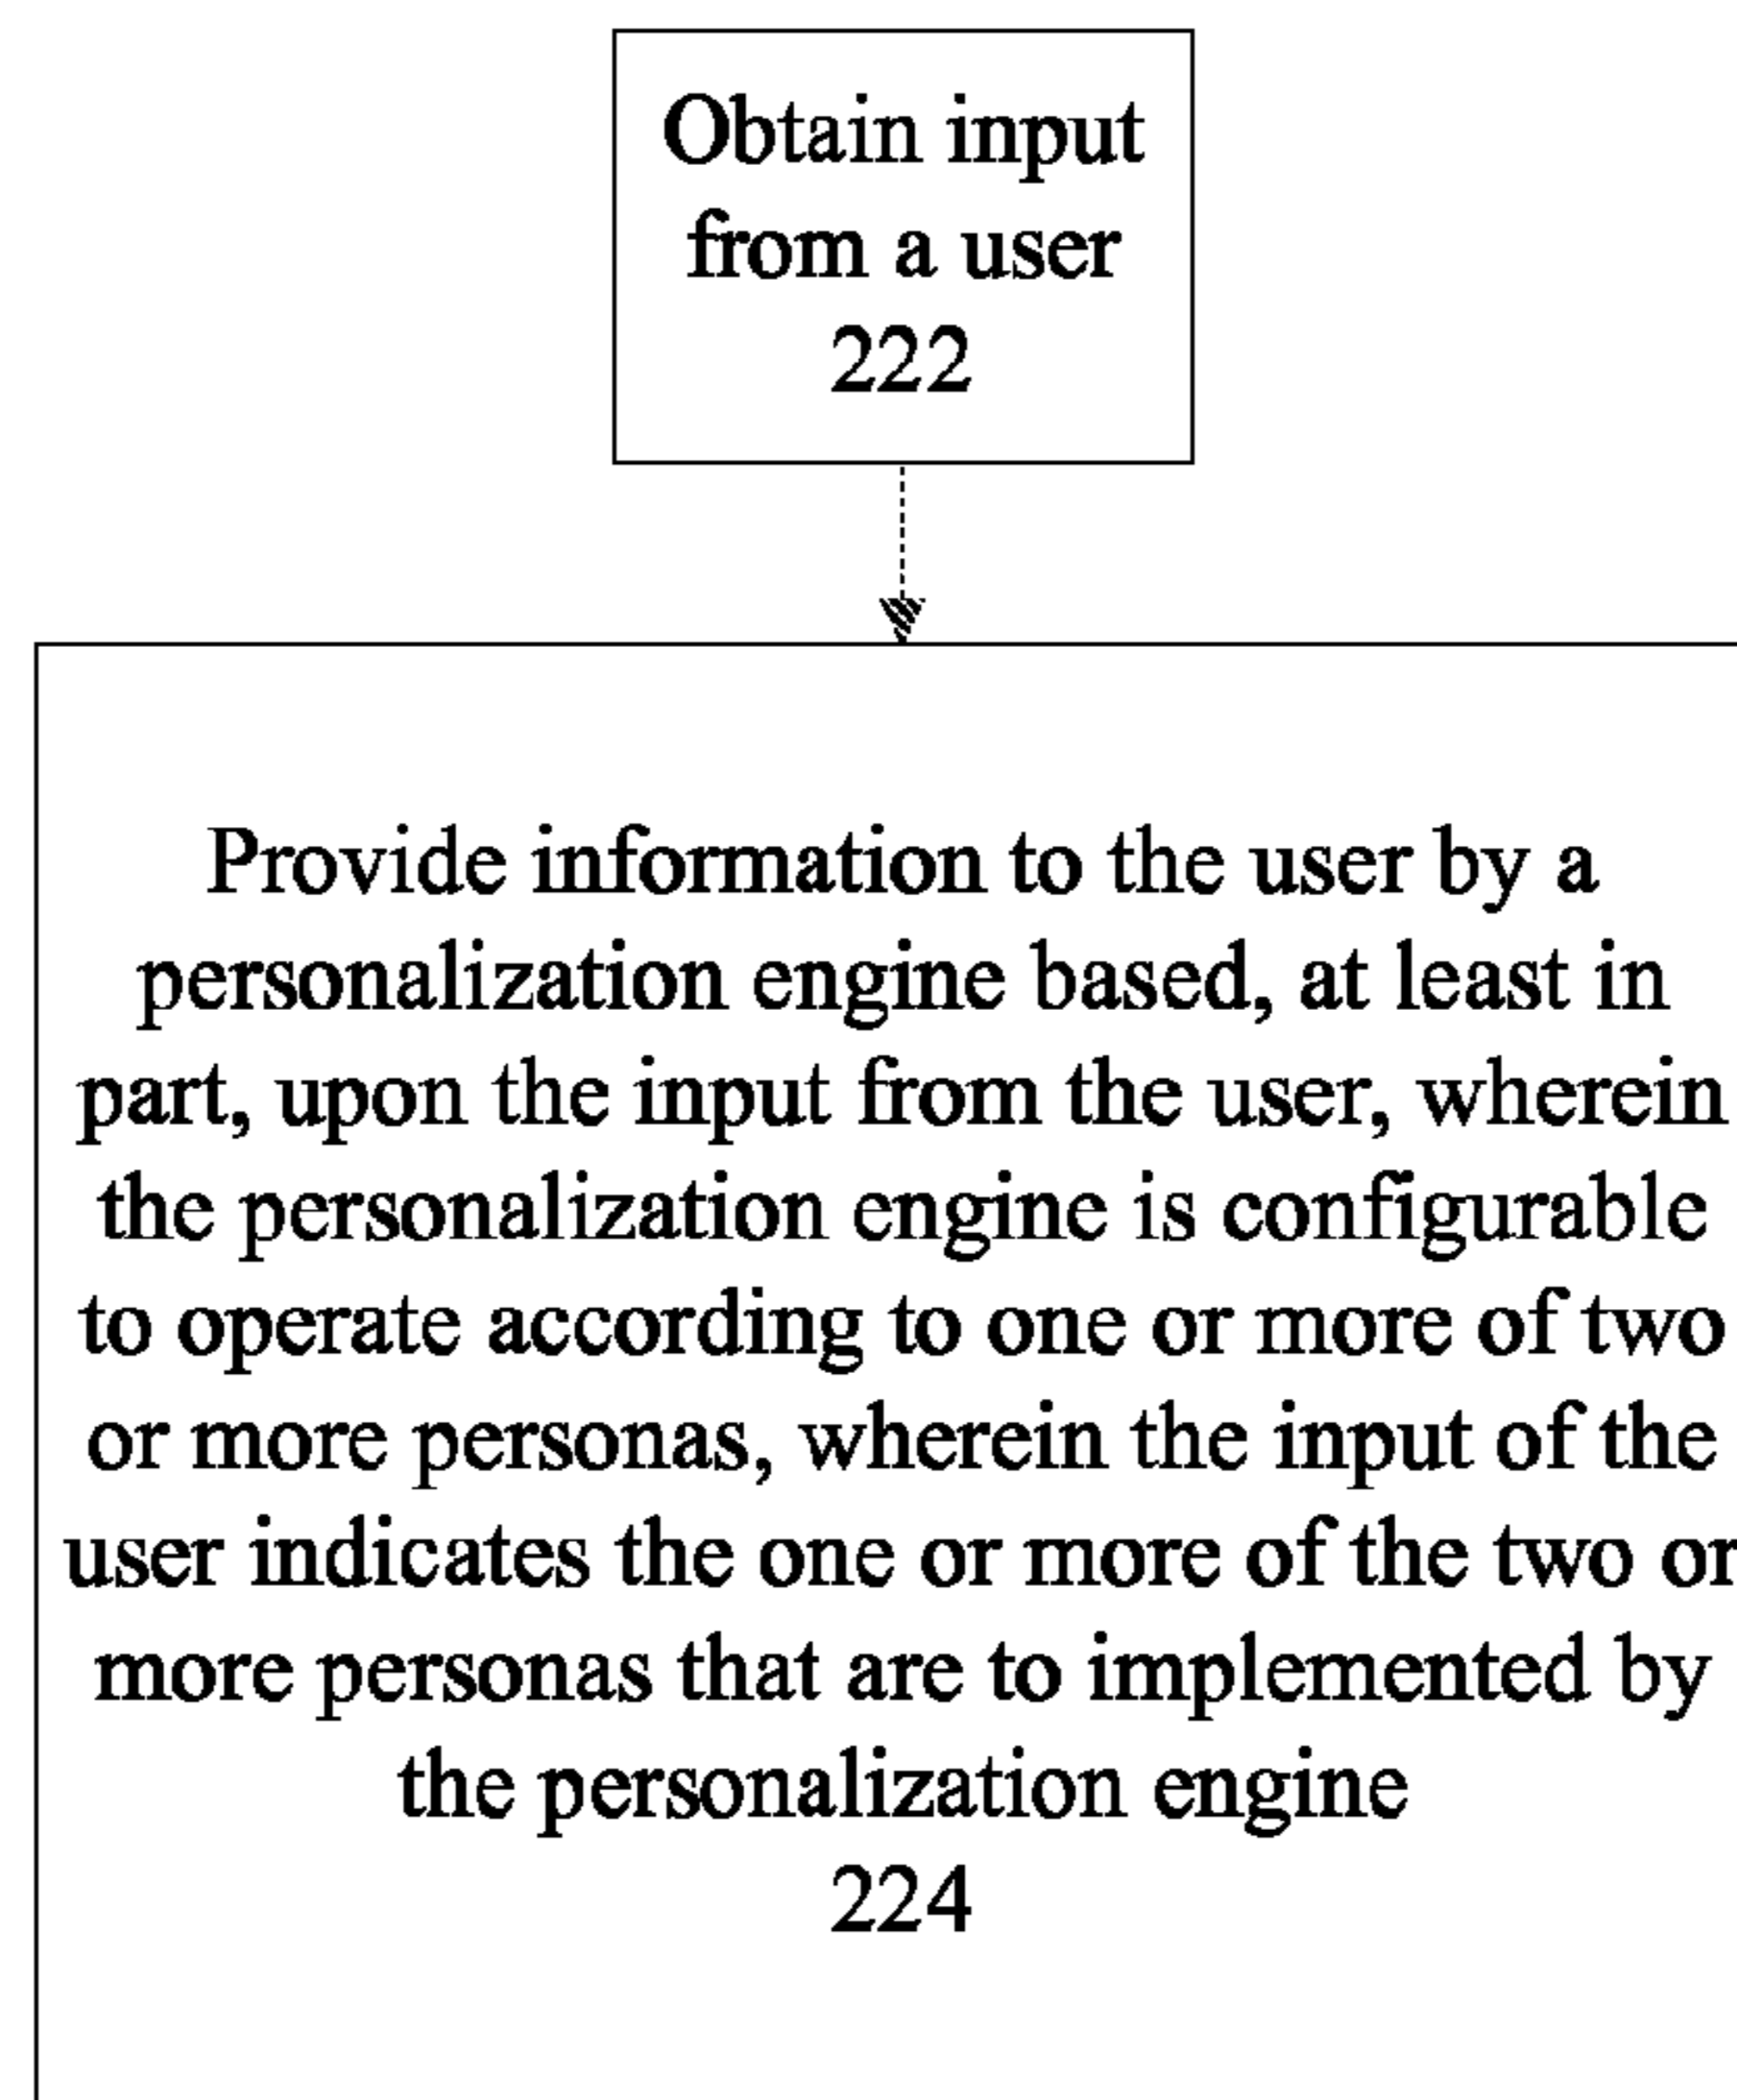 Obtain input
from a user
222
Provide information to the user by a
personalization engine based, at least in
part, upon the input from the user, wherein
the personalization engine is configurable
to operate according to one or more of two
or more personas, wherein the input of the
user indicates the one or more of the two or
more personas that are to implemented by
the personalization engine
224